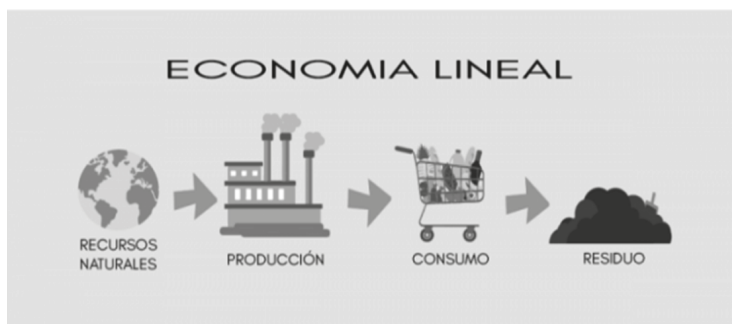 ECONOMIA LINEAL
RECURSOS
NATURALES
PRODUCCIÓN
CONSUMO
RESIDUO